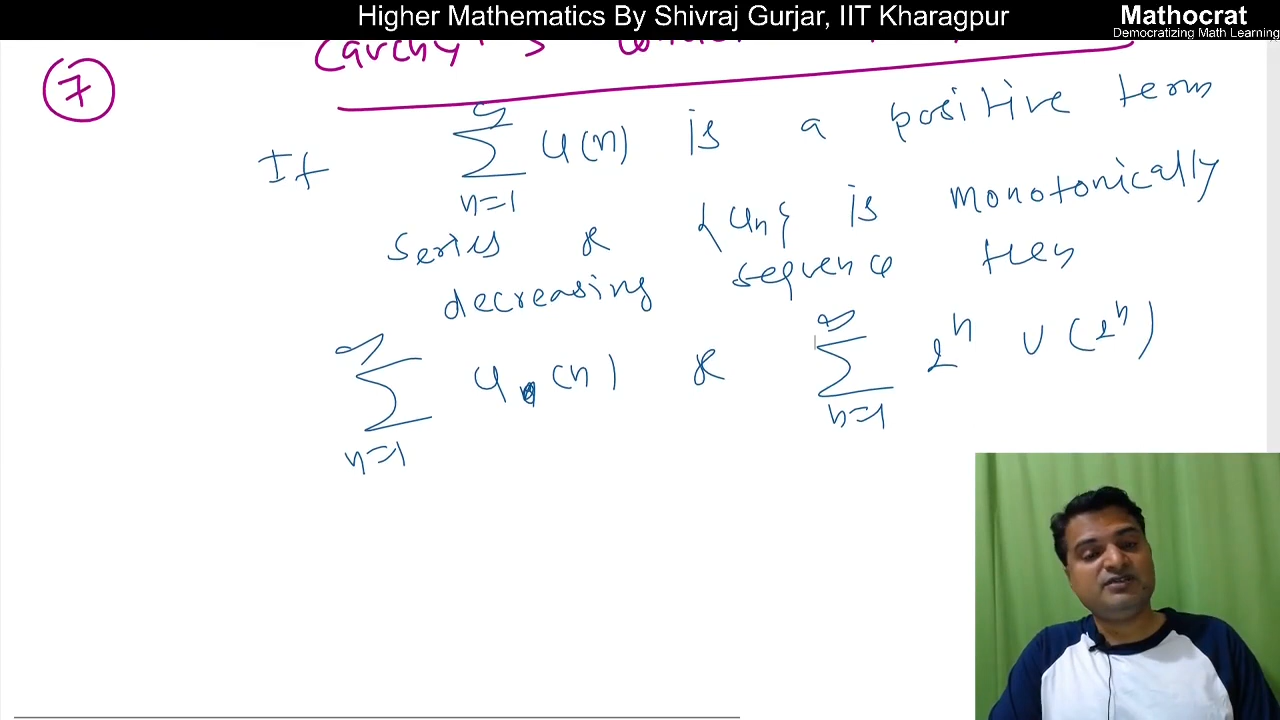 Higher Mathematics By Shivraj Gurjar, IIT Kharagpur
Mathocrat
Democratizing Math Learning
7
If ∑_{n=1}^{∞} u(n) is a positive term
series & {un} is monotonically
decreasing sequence then
∑_{n=1}^{∞} u(n) & ∑_{n=1}^{∞} 2^n u(2^n)